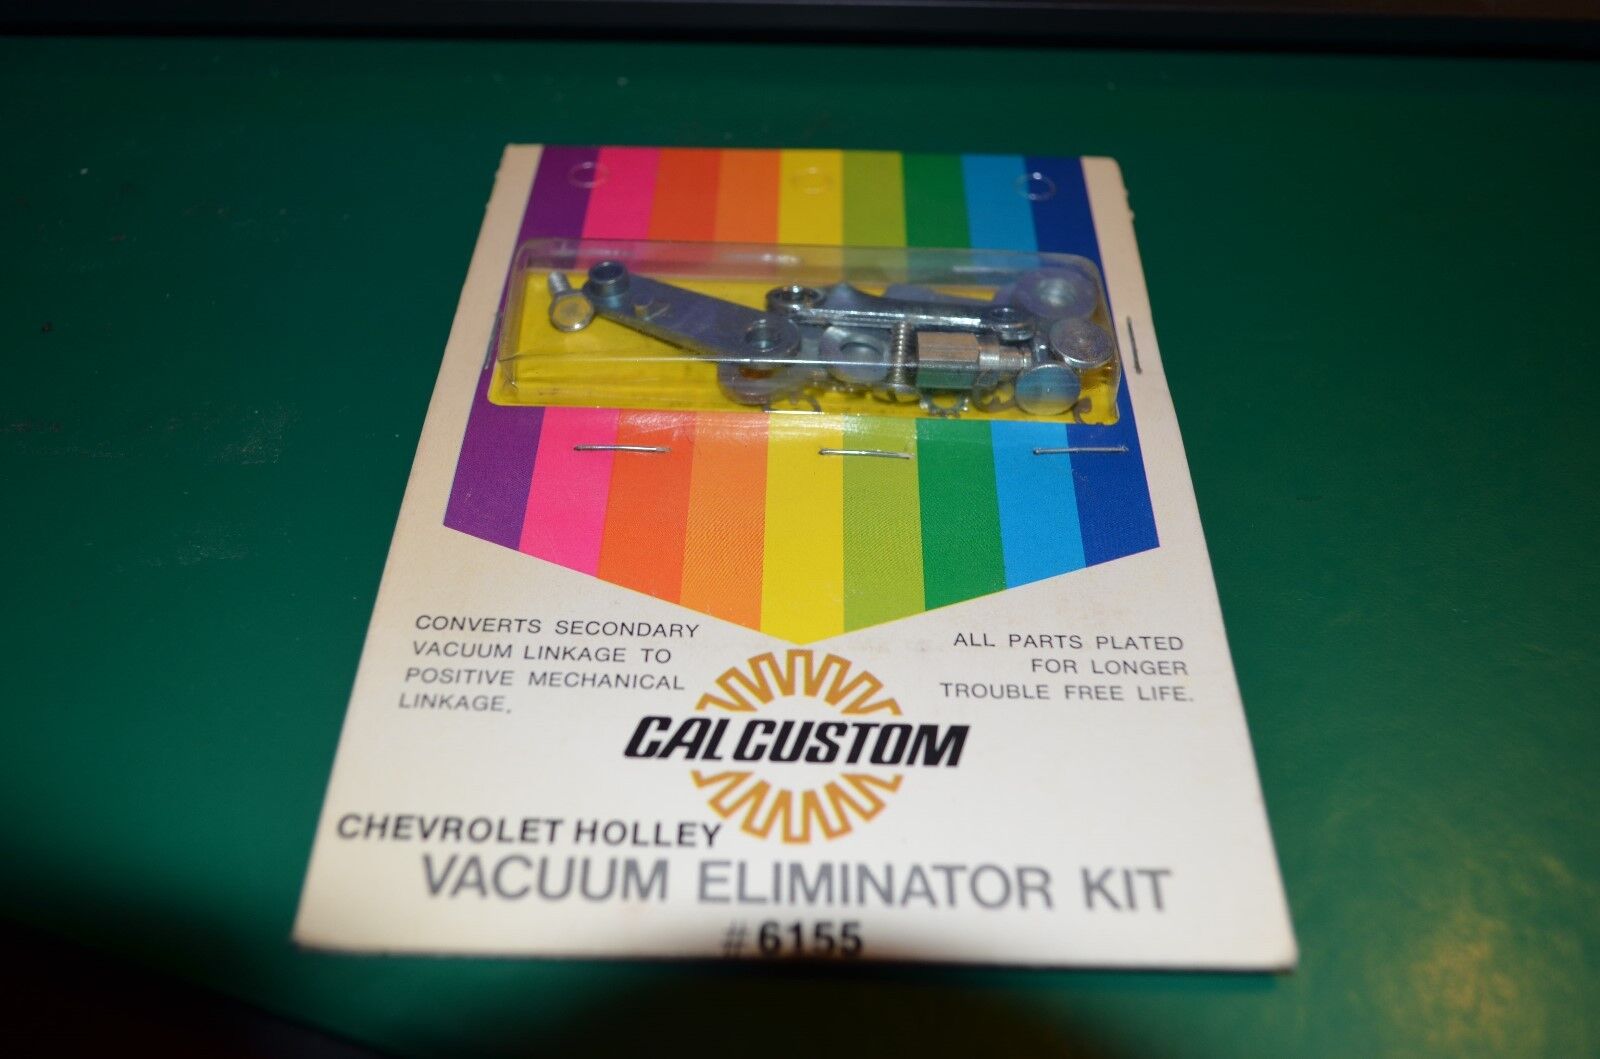 CONVERTS SECONDARY
VACUUM LINKAGE TO
POSITIVE MECHANICAL
LINKAGE.
ALL PARTS PLATED
FOR LONGER
TROUBLE FREE LIFE.
CAL CUSTOM
CHEVROLET HOLLEY
VACUUM ELIMINATOR KIT
#6155